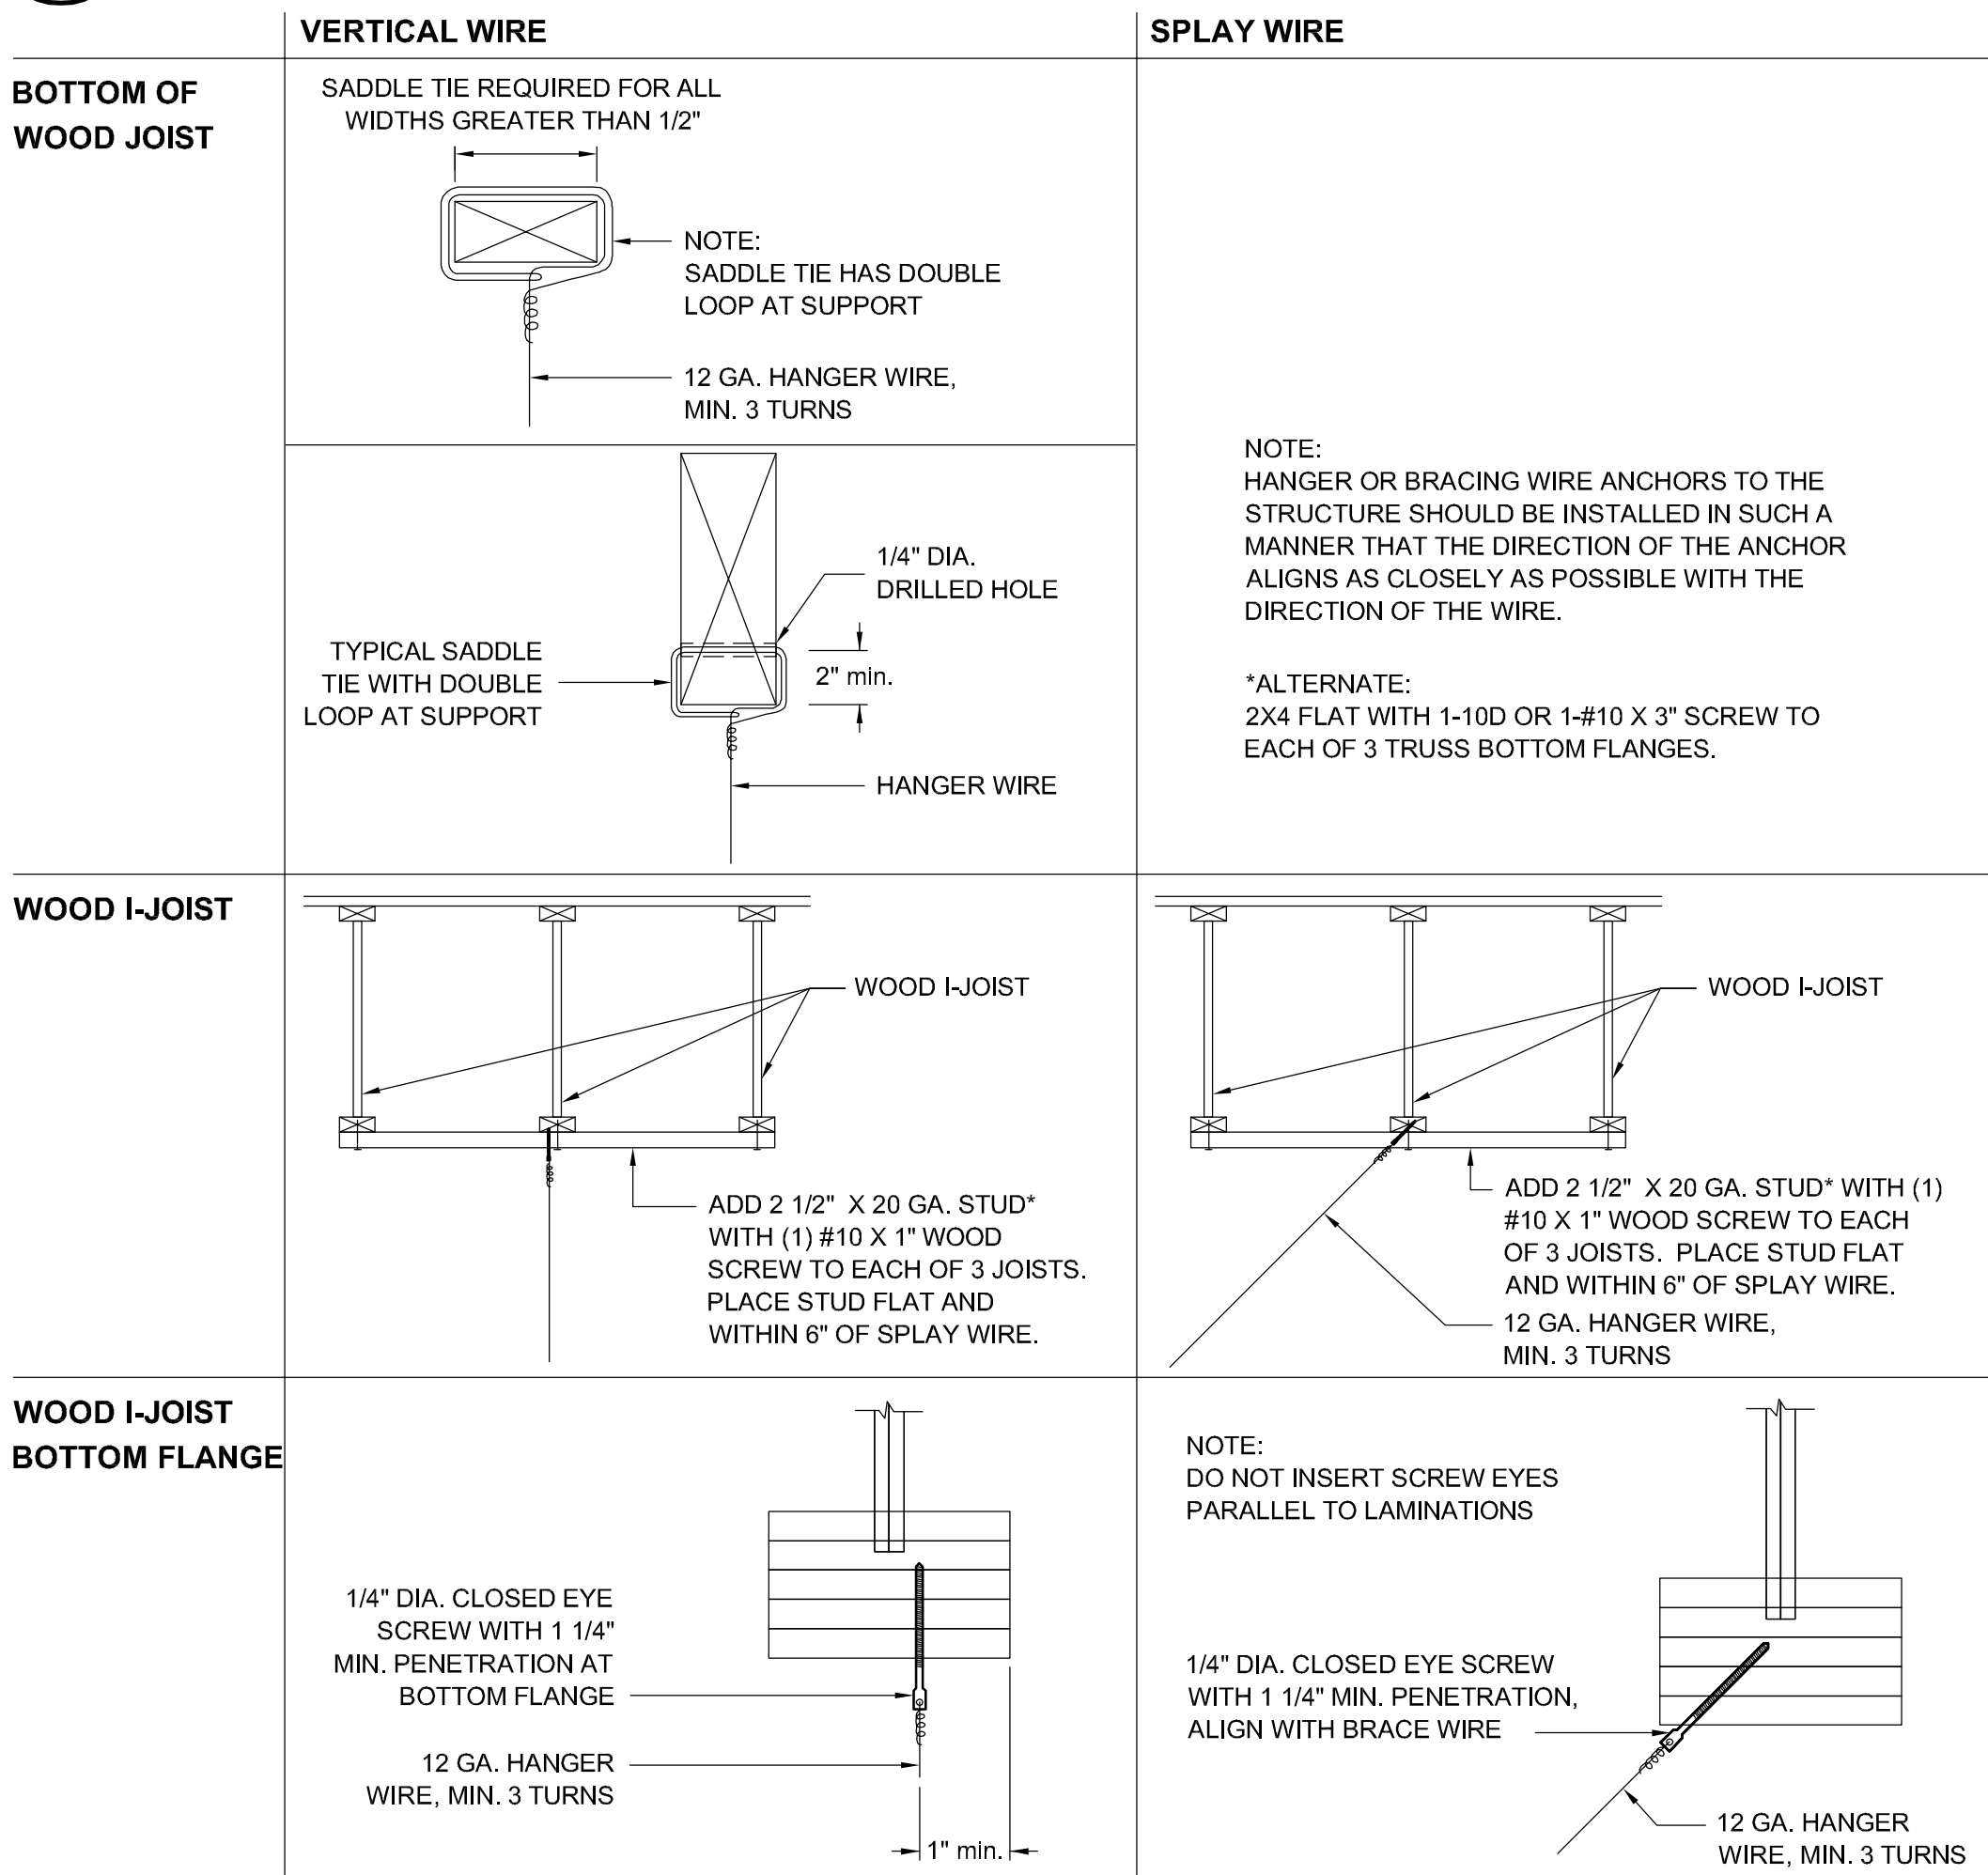 VERTICAL WIRE
SPLAY WIRE
BOTTOM OF
WOOD JOIST
SADDLE TIE REQUIRED FOR ALL
WIDTHS GREATER THAN 1/2"
NOTE:
SADDLE TIE HAS DOUBLE
LOOP AT SUPPORT
12 GA. HANGER WIRE,
MIN. 3 TURNS
1/4" DIA.
DRILLED HOLE
TYPICAL SADDLE
TIE WITH DOUBLE
LOOP AT SUPPORT
2" min.
HANGER WIRE
NOTE:
HANGER OR BRACING WIRE ANCHORS TO THE
STRUCTURE SHOULD BE INSTALLED IN SUCH A
MANNER THAT THE DIRECTION OF THE ANCHOR
ALIGNS AS CLOSELY AS POSSIBLE WITH THE
DIRECTION OF THE WIRE.
*ALTERNATE:
2X4 FLAT WITH 1-10D OR 1-#10 X 3" SCREW TO
EACH OF 3 TRUSS BOTTOM FLANGES.
WOOD I-JOIST
WOOD I-JOIST
ADD 2 1/2" X 20 GA. STUD*
WITH (1) #10 X 1" WOOD
SCREW TO EACH OF 3 JOISTS.
PLACE STUD FLAT AND
WITHIN 6" OF SPLAY WIRE.
WOOD I-JOIST
ADD 2 1/2" X 20 GA. STUD* WITH (1)
#10 X 1" WOOD SCREW TO EACH
OF 3 JOISTS. PLACE STUD FLAT
AND WITHIN 6" OF SPLAY WIRE.
12 GA. HANGER WIRE,
MIN. 3 TURNS
WOOD I-JOIST
BOTTOM FLANGE
1/4" DIA. CLOSED EYE
SCREW WITH 1 1/4"
MIN. PENETRATION AT
BOTTOM FLANGE
12 GA. HANGER
WIRE, MIN. 3 TURNS
1" min.
NOTE:
DO NOT INSERT SCREW EYES
PARALLEL TO LAMINATIONS
1/4" DIA. CLOSED EYE SCREW
WITH 1 1/4" MIN. PENETRATION,
ALIGN WITH BRACE WIRE
12 GA. HANGER
WIRE, MIN. 3 TURNS